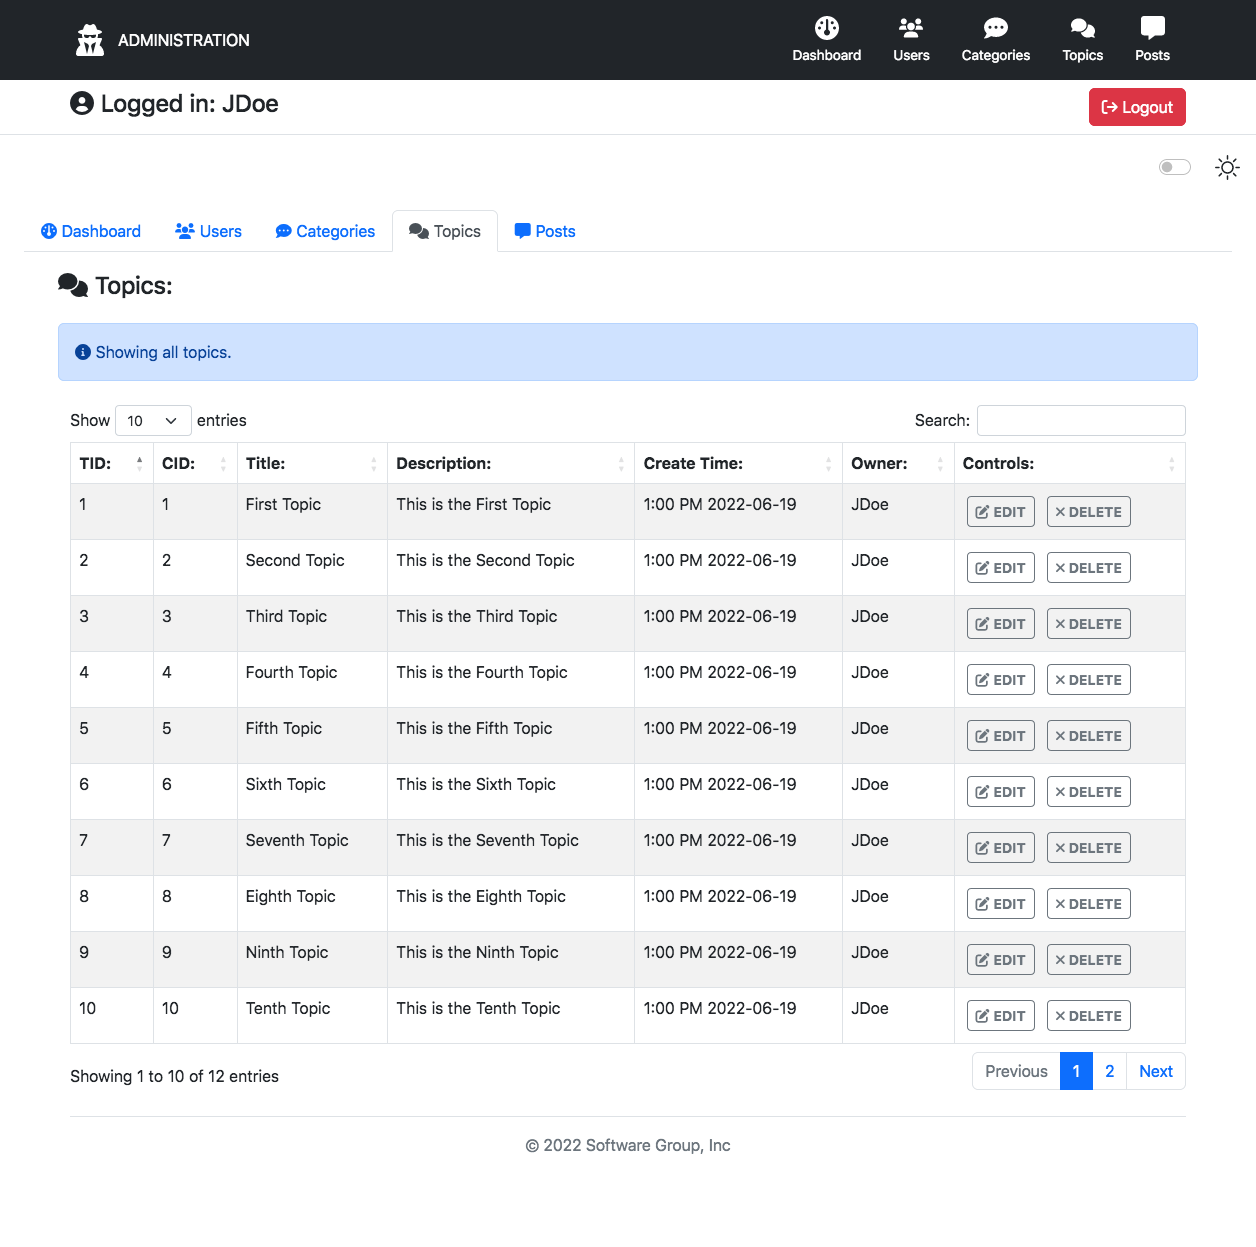 ADMINISTRATION
Dashboard Users Categories Topics Posts
Logged in: JDoe
Logout
Dashboard Users Categories Topics Posts
Topics:
Showing all topics.
Show 10 entries Search:
TID: CID: Title: Description: Create Time: Owner: Controls:
1 1 First Topic This is the First Topic 1:00 PM 2022-06-19 JDoe EDIT DELETE
2 2 Second Topic This is the Second Topic 1:00 PM 2022-06-19 JDoe EDIT DELETE
3 3 Third Topic This is the Third Topic 1:00 PM 2022-06-19 JDoe EDIT DELETE
4 4 Fourth Topic This is the Fourth Topic 1:00 PM 2022-06-19 JDoe EDIT DELETE
5 5 Fifth Topic This is the Fifth Topic 1:00 PM 2022-06-19 JDoe EDIT DELETE
6 6 Sixth Topic This is the Sixth Topic 1:00 PM 2022-06-19 JDoe EDIT DELETE
7 7 Seventh Topic This is the Seventh Topic 1:00 PM 2022-06-19 JDoe EDIT DELETE
8 8 Eighth Topic This is the Eighth Topic 1:00 PM 2022-06-19 JDoe EDIT DELETE
9 9 Ninth Topic This is the Ninth Topic 1:00 PM 2022-06-19 JDoe EDIT DELETE
10 10 Tenth Topic This is the Tenth Topic 1:00 PM 2022-06-19 JDoe EDIT DELETE
Showing 1 to 10 of 12 entries Previous 1 2 Next
© 2022 Software Group, Inc